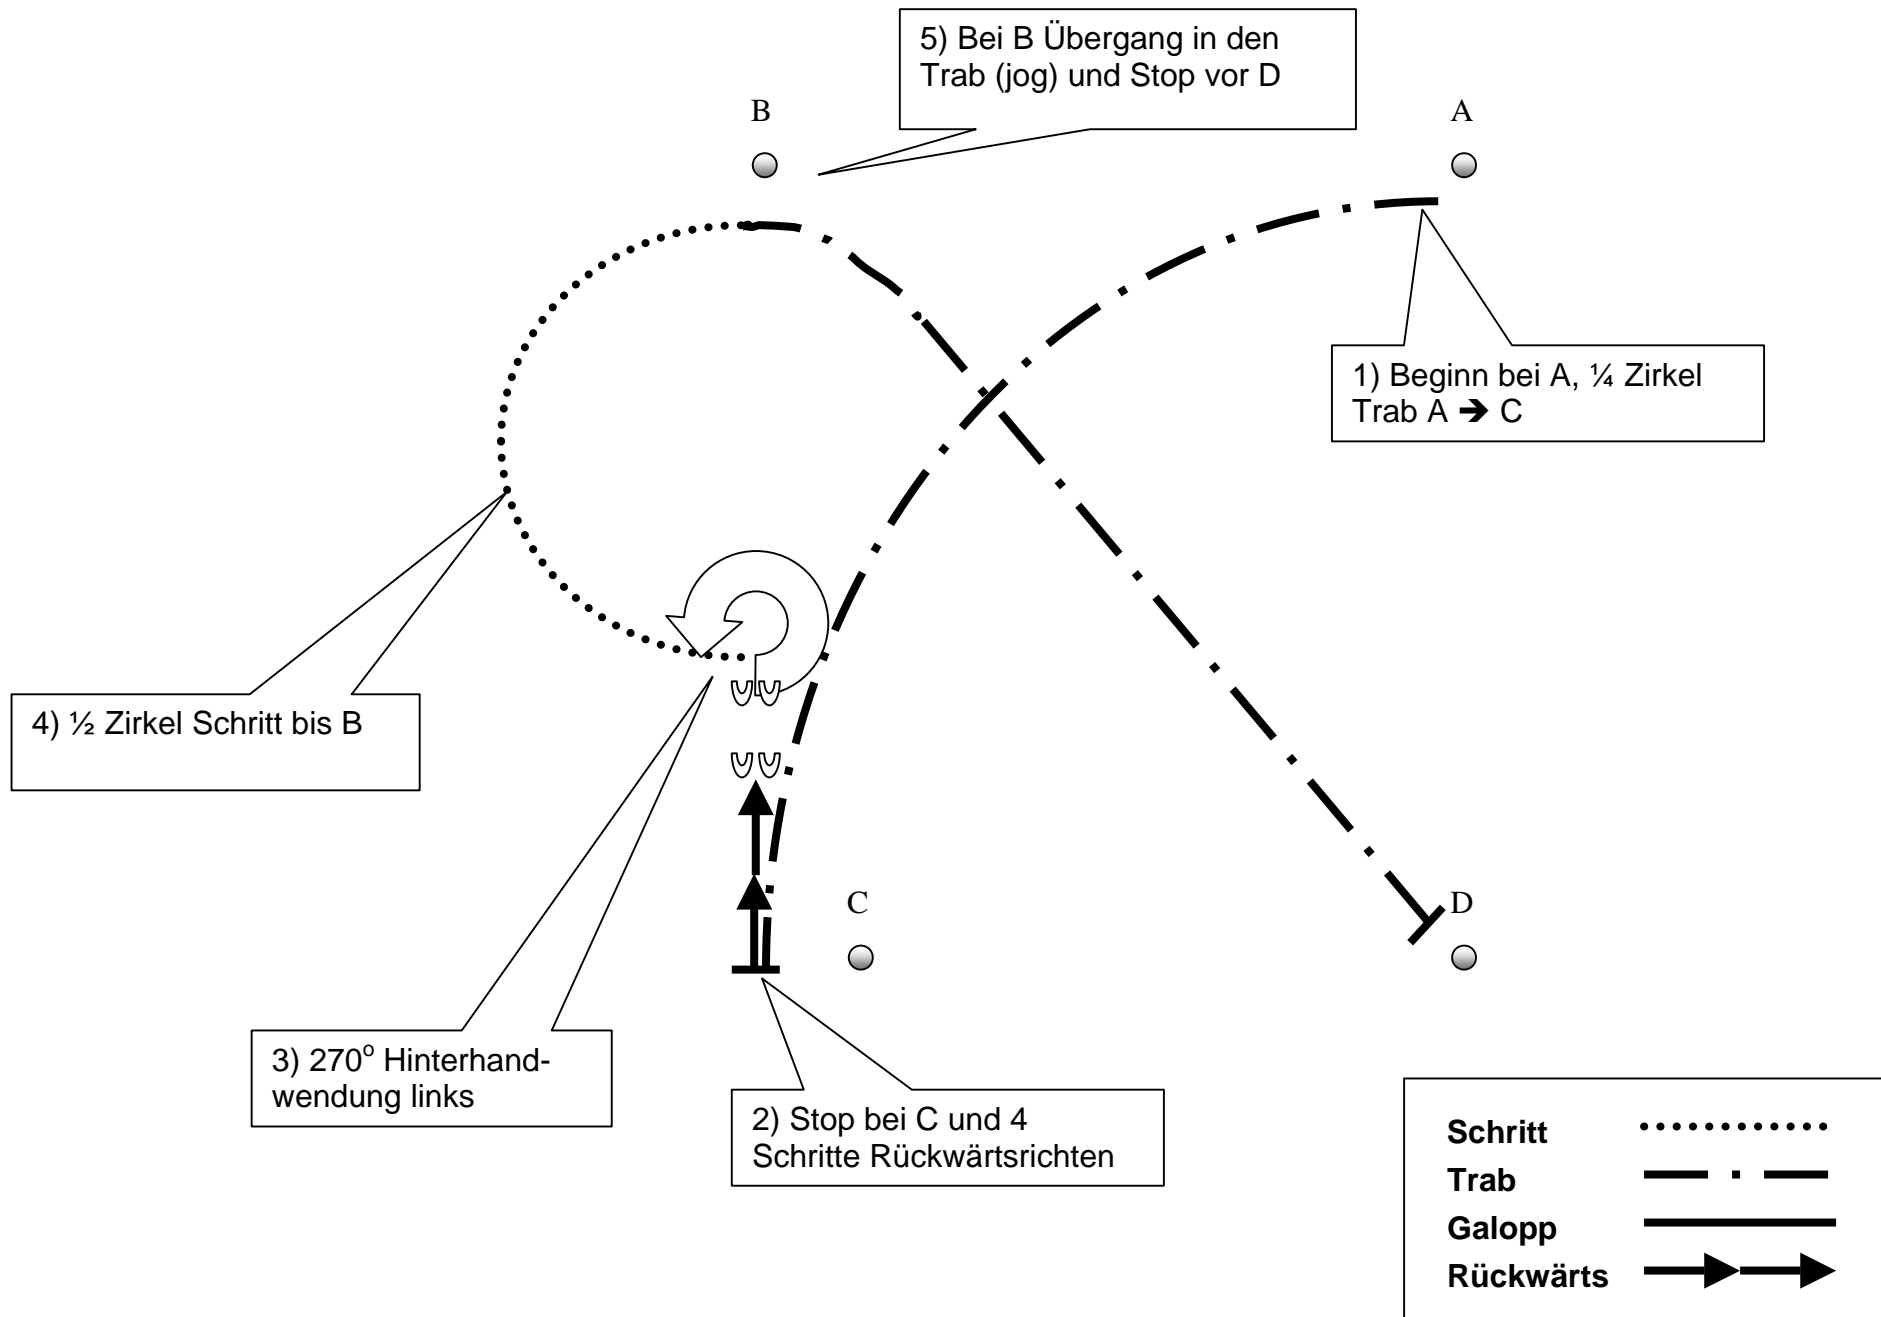 5) Bei B Übergang in den
Trab (jog) und Stop vor D
B
A
1) Beginn bei A, ¼ Zirkel
Trab A ➔ C
4) ½ Zirkel Schritt bis B
C
D
3) 270° Hinterhand-
wendung links
2) Stop bei C und 4
Schritte Rückwärtsrichten
Schritt
Trab
Galopp
Rückwärts